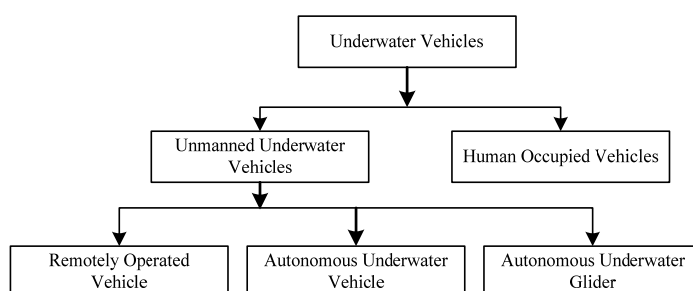 Underwater Vehicles
Unmanned Underwater
Vehicles
Human Occupied Vehicles
Remotely Operated
Vehicle
Autonomous Underwater
Vehicle
Autonomous Underwater
Glider